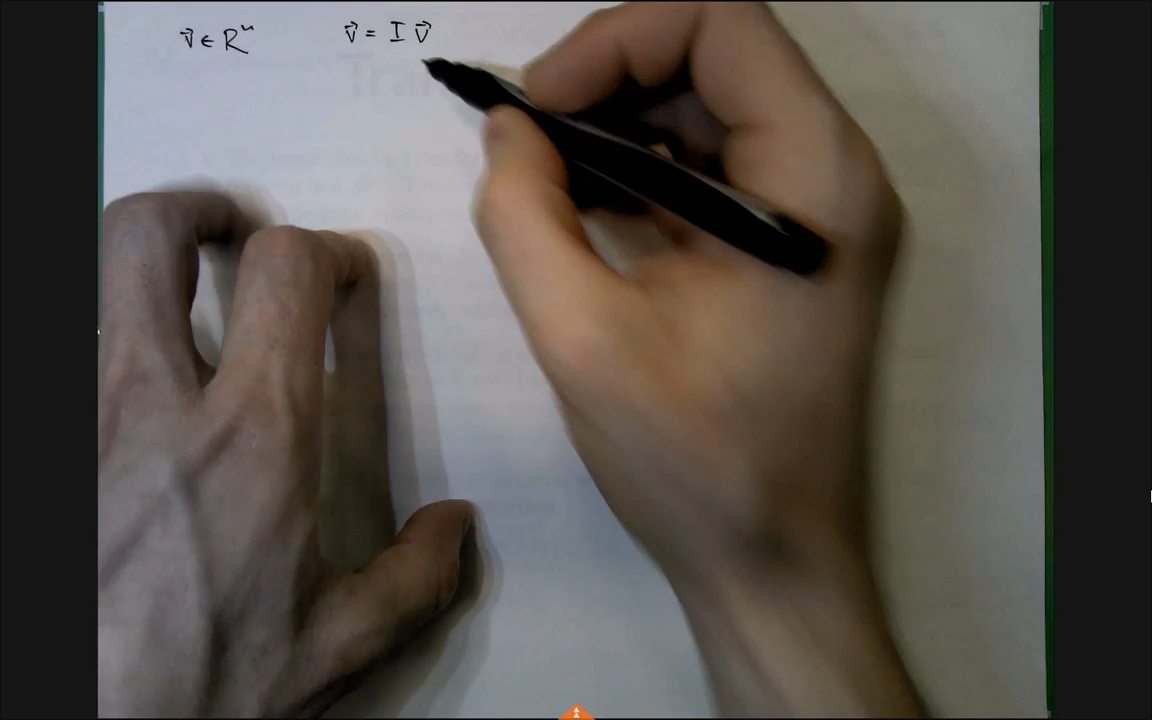 v⃗ ∈ Rⁿ v⃗ = I v⃗